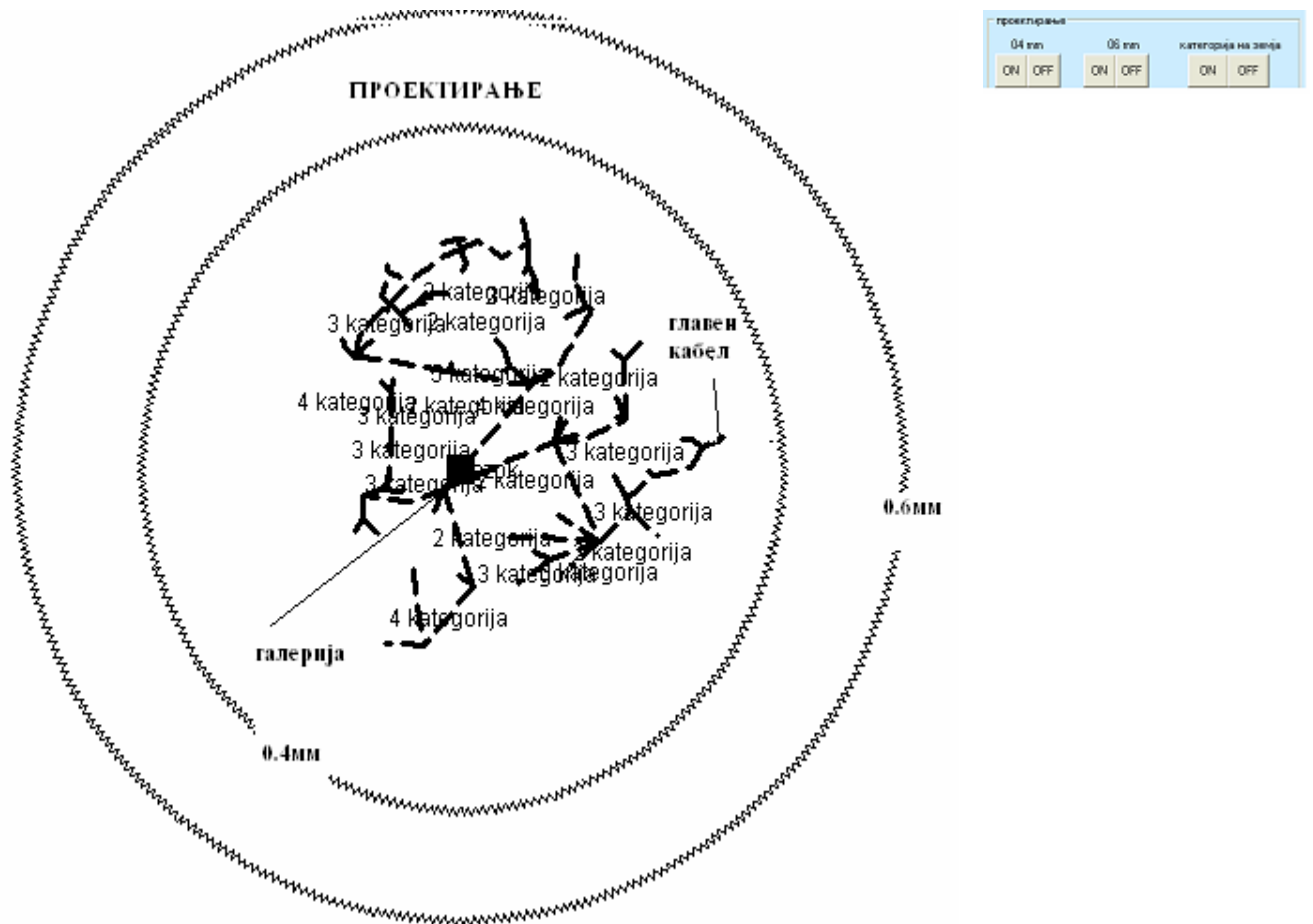 проектирање
04 mm 06 mm категорија на земја
ON OFF ON OFF ON OFF
ПРОЕКТИРАЊЕ
kategorija
3 kategorija
3 kategorija
2 kategorija
главен
кабел
3 kategorija
2 kategorija
4 kategorija
2 kategorija
kategorija
3 kategorija
3 kategorija
3 kategorija
3 kategorija
2 kategorija
0.6мм
3 kategorija
2 kategorija
kategorija
3 kategorija
kategorija
4 kategorija
галерија
0.4мм